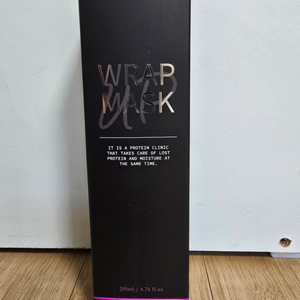 WRAP
UP
MASK
IT IS A PROTEIN CLINIC
THAT TAKES CARE OF LOST
PROTEIN AND MOISTURE AT
THE SAME TIME.
200ml / 6.76 fl.oz.